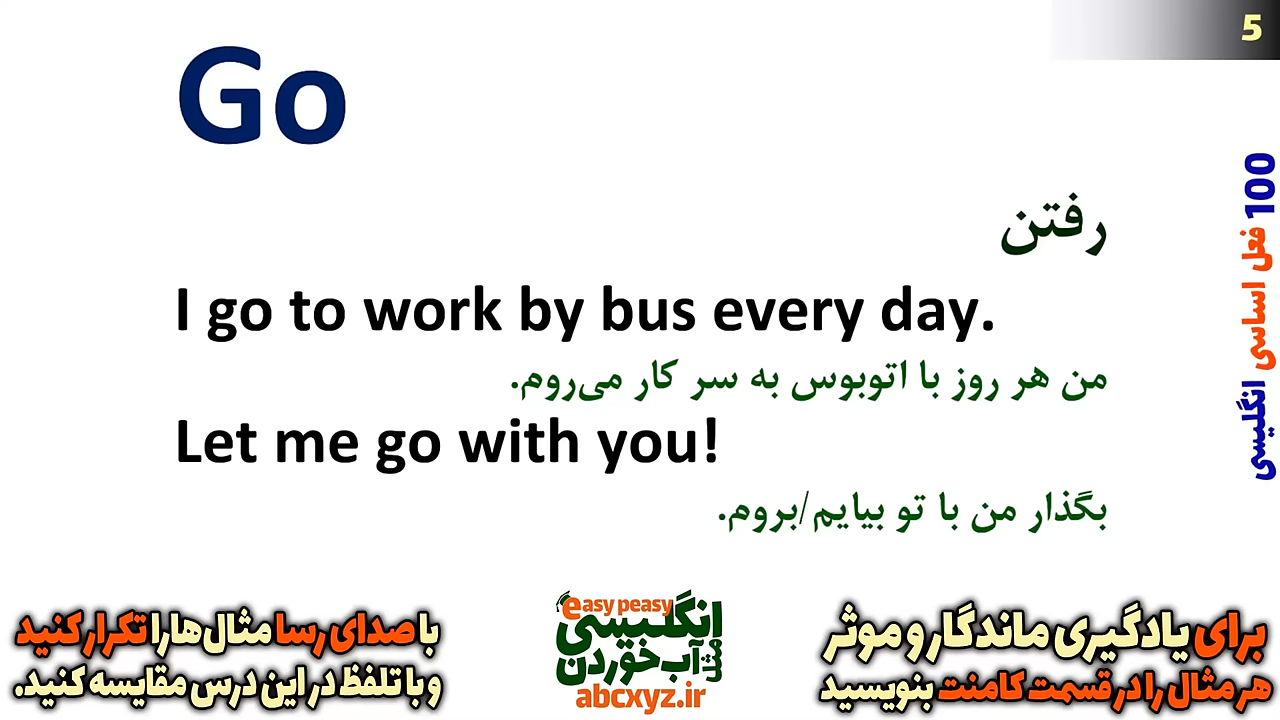 5
Go
رفتن
I go to work by bus every day.
من هر روز با اتوبوس به سر کار می‌روم.
Let me go with you!
بگذار من با تو بیایم/بروم.
100 فعل اساسی انگلیسی
برای یادگیری ماندگار و موثر
هر مثال را در قسمت کامنت بنویسید
easy peasy
انگلیسی
مثل آب خوردن
abcxyz.ir
با صدای رسا مثال‌ها را تکرار کنید
و با تلفظ در این درس مقایسه کنید.